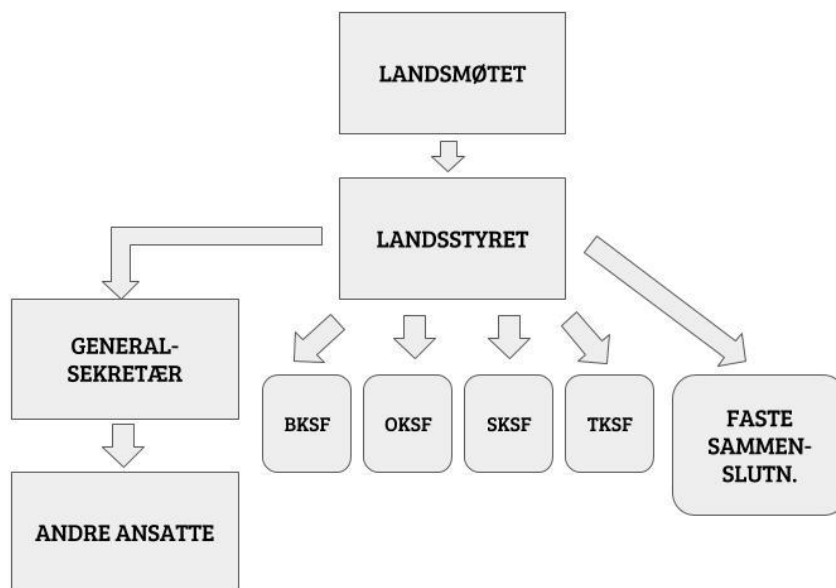 LANDSMØTET
LANDSSTYRET
GENERAL-
SEKRETÆR
BKSF
OKSF
SKSF
TKSF
FASTE
SAMMEN-
SLUTN.
ANDRE ANSATTE